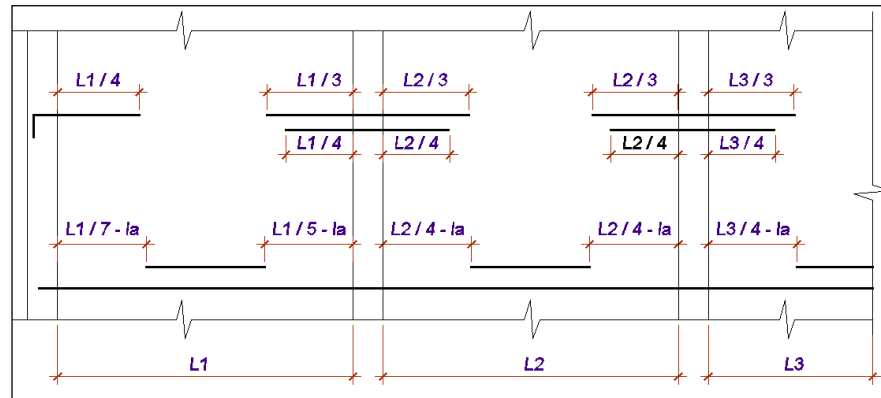 L1 / 4 L1 / 3 L2 / 3 L2 / 3 L3 / 3
L1 / 4 L2 / 4 L2 / 4 L3 / 4
L1 / 7 - la L1 / 5 - la L2 / 4 - la L2 / 4 - la L3 / 4 - la
L1 L2 L3